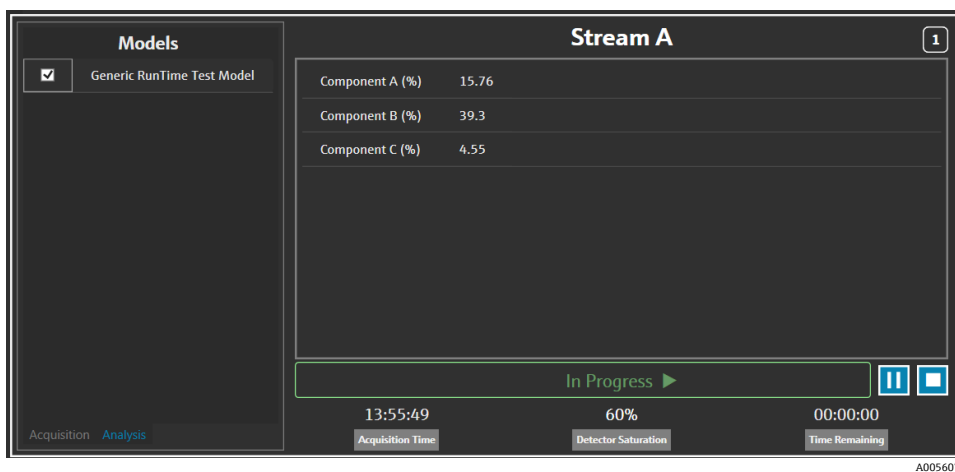 Models
Generic RunTime Test Model
Acquisition Analysis
Stream A
1
Component A (%) 15.76
Component B (%) 39.3
Component C (%) 4.55
In Progress
13:55:49 60% 00:00:00
Acquisition Time Detector Saturation Time Remaining